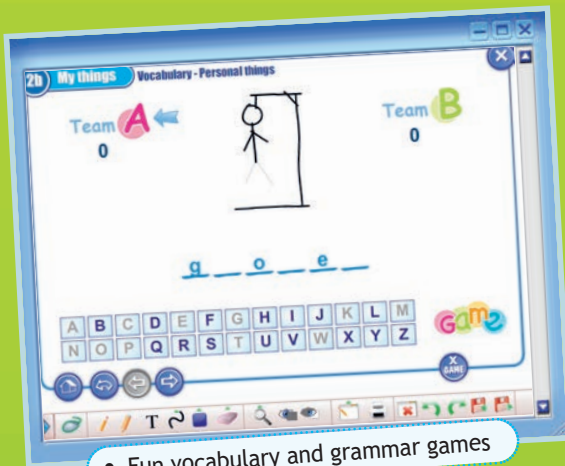 2b My things Vocabulary - Personal things
Team A Team B
0 0
g _ o _ e _
A B C D E F G H I J K L M
N O P Q R S T U V W X Y Z
Game
X
GAME
T
• Fun vocabulary and grammar games